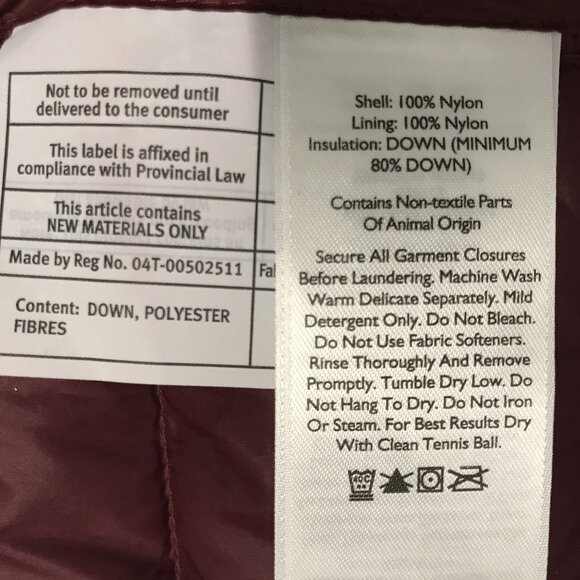 Not to be removed until
delivered to the consumer
This label is affixed in
compliance with Provincial Law
This article contains
NEW MATERIALS ONLY
Made by Reg No. 04T-00502511
Content: DOWN, POLYESTER
FIBRES
Shell: 100% Nylon
Lining: 100% Nylon
Insulation: DOWN (MINIMUM
80% DOWN)
Contains Non-textile Parts
Of Animal Origin
Secure All Garment Closures
Before Laundering. Machine Wash
Warm Delicate Separately. Mild
Detergent Only. Do Not Bleach.
Do Not Use Fabric Softeners.
Rinse Thoroughly And Remove
Promptly. Tumble Dry Low. Do
Not Hang To Dry. Do Not Iron
Or Steam. For Best Results Dry
With Clean Tennis Ball.
40C